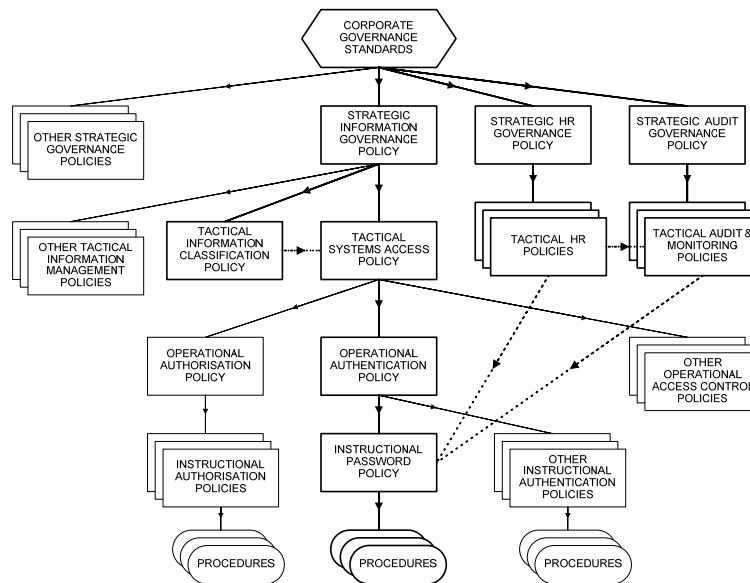 CORPORATE
GOVERNANCE
STANDARDS
OTHER STRATEGIC
GOVERNANCE
POLICIES
STRATEGIC
INFORMATION
GOVERNANCE
POLICY
STRATEGIC HR
GOVERNANCE
POLICY
STRATEGIC AUDIT
GOVERNANCE
POLICY
OTHER TACTICAL
INFORMATION
MANAGEMENT
POLICIES
TACTICAL
INFORMATION
CLASSIFICATION
POLICY
TACTICAL
SYSTEMS ACCESS
POLICY
TACTICAL HR
POLICIES
TACTICAL AUDIT &
MONITORING
POLICIES
OPERATIONAL
AUTHORISATION
POLICY
OPERATIONAL
AUTHENTICATION
POLICY
OTHER
OPERATIONAL
ACCESS CONTROL
POLICIES
INSTRUCTIONAL
AUTHORISATION
POLICIES
INSTRUCTIONAL
PASSWORD
POLICY
OTHER
INSTRUCTIONAL
AUTHENTICATION
POLICIES
PROCEDURES
PROCEDURES
PROCEDURES